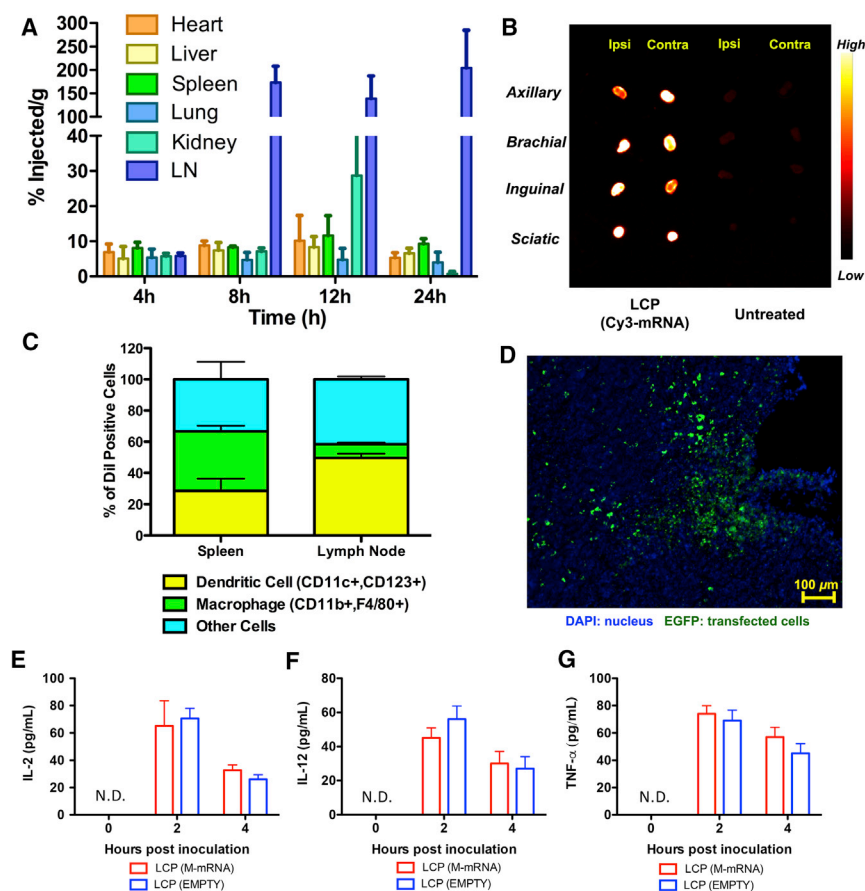 A
Heart
Liver
Spleen
Lung
Kidney
LN
300
250
200
150
100
40
30
20
10
0
% Injected/g
4h
8h
12h
24h
Time (h)
B
Ipsi
Contra
Ipsi
Contra
Axillary
Brachial
Inguinal
Sciatic
High
Low
LCP
(Cy3-mRNA)
Untreated
C
120
100
80
60
40
20
0
% of DiI Positive Cells
Spleen
Lymph Node
Dendritic Cell (CD11c+,CD123+)
Macrophage (CD11b+,F4/80+)
Other Cells
D
100 µm
DAPI: nucleus EGFP: transfected cells
E
100
80
60
40
20
0
IL-2 (pg/mL)
N.D.
0
2
4
Hours post inoculation
LCP (M-mRNA)
LCP (EMPTY)
F
80
60
40
20
0
IL-12 (pg/mL)
N.D.
0
2
4
Hours post inoculation
LCP (M-mRNA)
LCP (EMPTY)
G
100
80
60
40
20
0
TNF-α (pg/mL)
N.D.
0
2
4
Hours post inoculation
LCP (M-mRNA)
LCP (EMPTY)